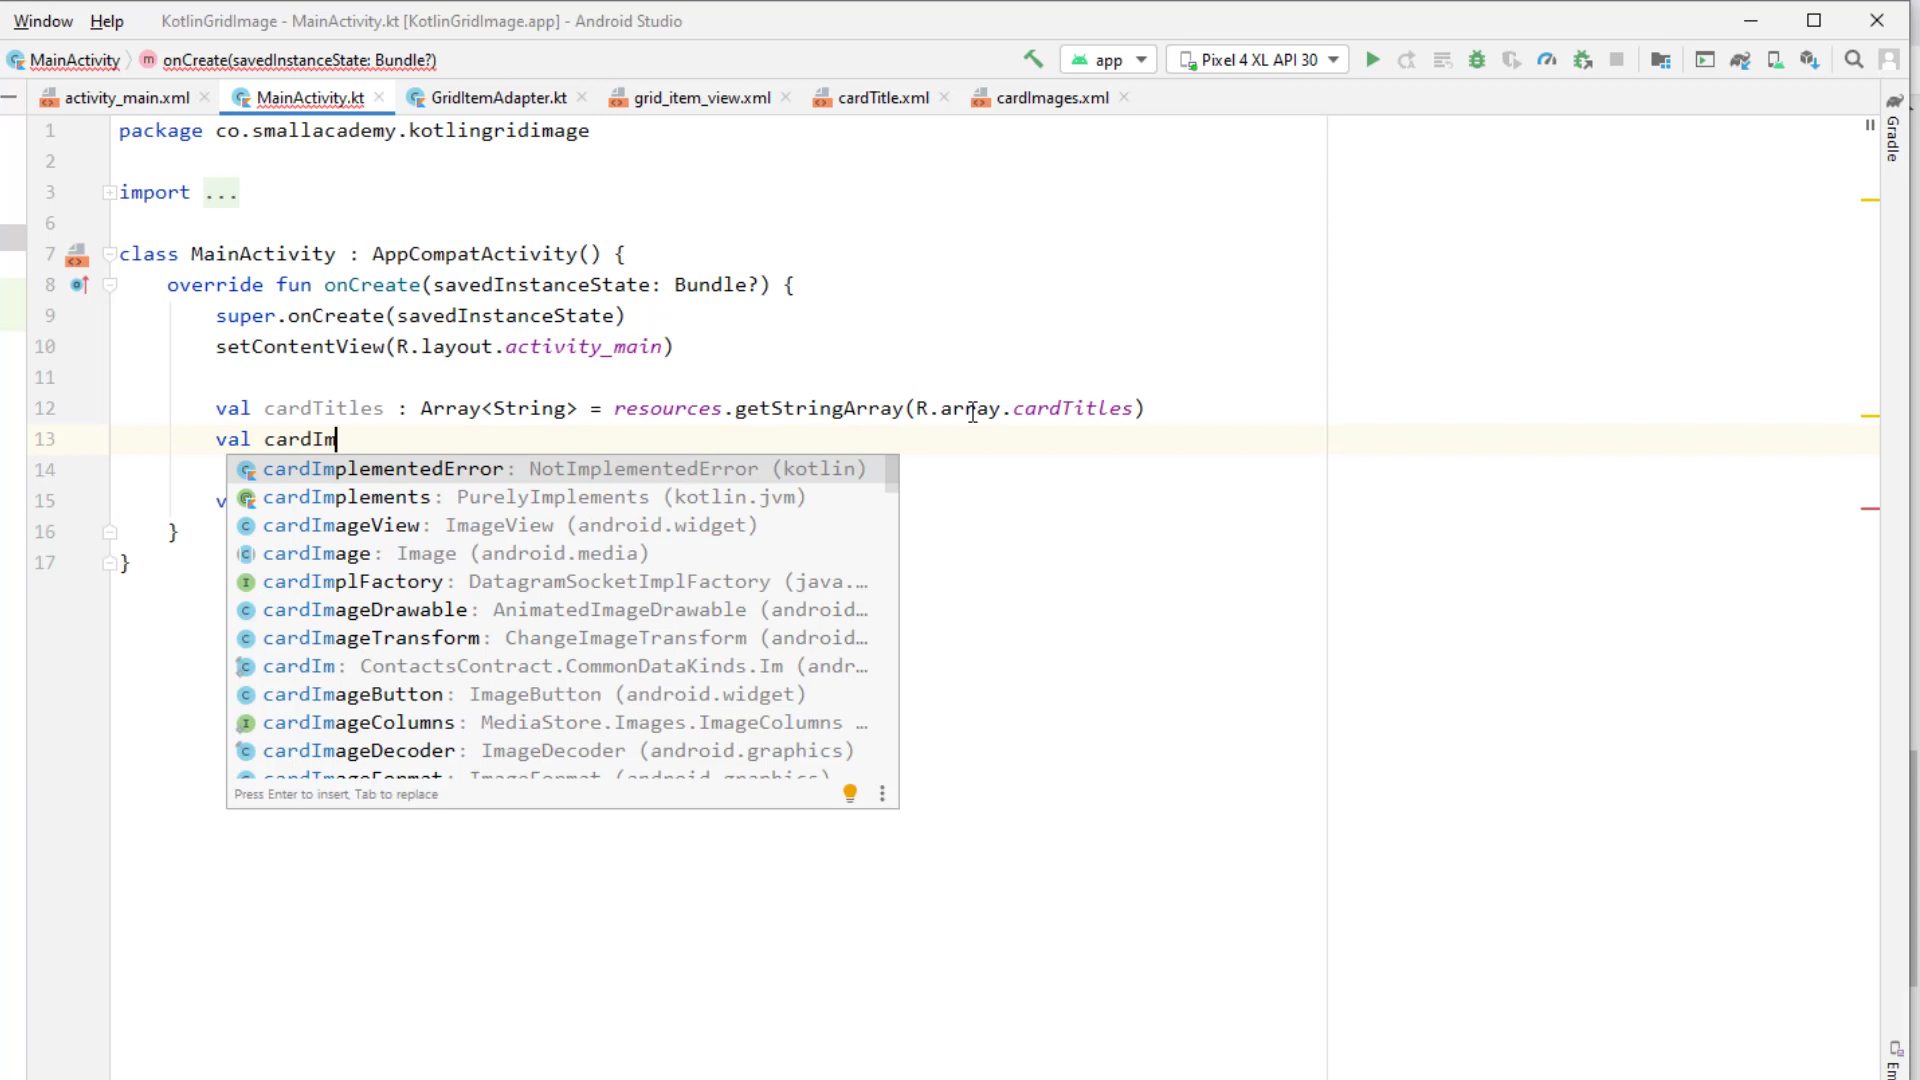 Window Help KotlinGridImage - MainActivity.kt [KotlinGridImage.app] - Android Studio
MainActivity onCreate(savedInstanceState: Bundle?) app Pixel 4 XL API 30
activity_main.xml MainActivity.kt GridItemAdapter.kt grid_item_view.xml cardTitle.xml cardImages.xml
Gradle
1 package co.smallacademy.kotlingridimage
2
3 import ...
6
7 class MainActivity : AppCompatActivity() {
8 override fun onCreate(savedInstanceState: Bundle?) {
9 super.onCreate(savedInstanceState)
10 setContentView(R.layout.activity_main)
11
12 val cardTitles : Array<String> = resources.getStringArray(R.array.cardTitles)
13 val cardIm
14 cardImplementedError: NotImplementedError (kotlin)
cardImplements: PurelyImplements (kotlin.jvm)
15 v
cardImageView: ImageView (android.widget)
16 }
cardImage: Image (android.media)
17 }
cardImplFactory: DatagramSocketImplFactory (java.…
cardImageDrawable: AnimatedImageDrawable (android…
cardImageTransform: ChangeImageTransform (android…
cardIm: ContactsContract.CommonDataKinds.Im (andr…
cardImageButton: ImageButton (android.widget)
cardImageColumns: MediaStore.Images.ImageColumns …
cardImageDecoder: ImageDecoder (android.graphics)
cardImageFormat: ImageFormat (android.graphics)
Press Enter to insert, Tab to replace
Em